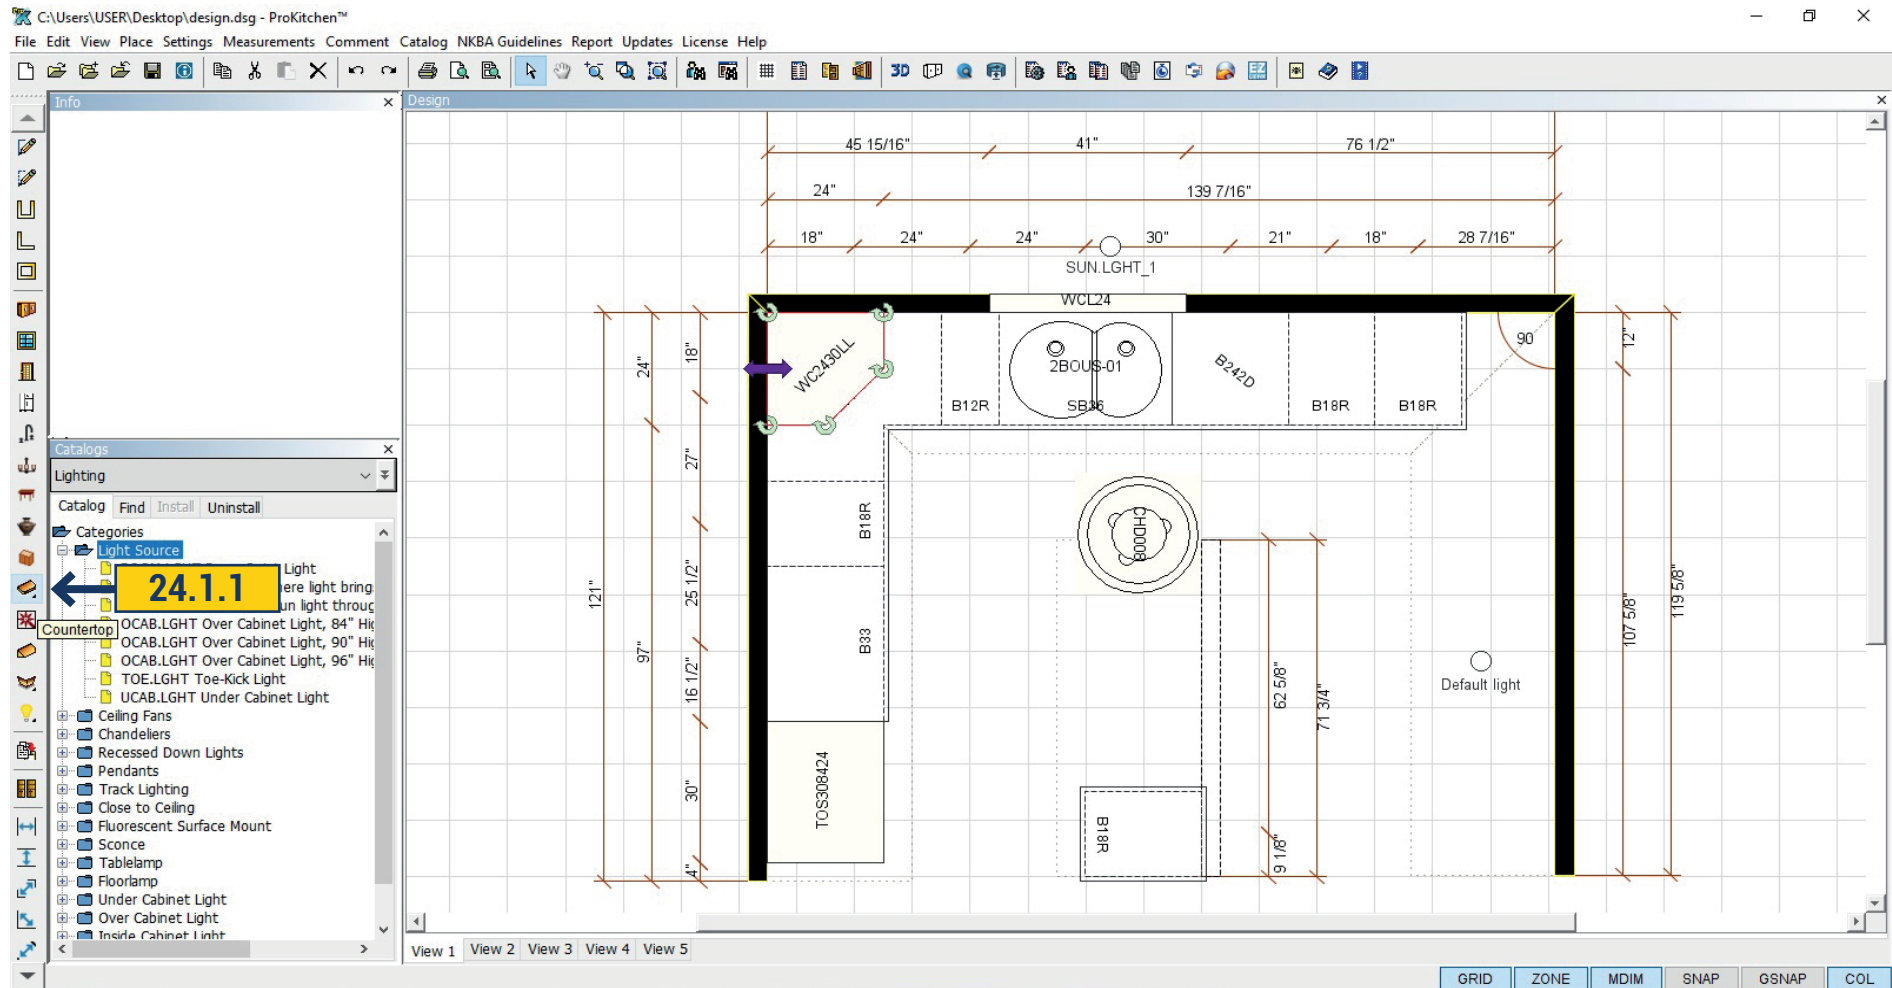 C:\Users\USER\Desktop\design.dsg - ProKitchen™
File Edit View Place Settings Measurements Comment Catalog NKBA Guidelines Report Updates License Help
3D
EZ
Info
Design
45 15/16"
41"
76 1/2"
24"
139 7/16"
18"
24"
24"
30"
21"
18"
28 7/16"
SUN.LGHT_1
WCL24
90
12"
18"
24"
WC2430LL
2BOUS-01
B242D
B12R
SB36
B18R
B18R
Catalogs
Lighting
Catalog Find Install Uninstall
Categories
Light Source
Light
24.1.1
here light bring
un light throug
Countertop
OCAB.LGHT Over Cabinet Light, 84" Hig
OCAB.LGHT Over Cabinet Light, 90" Hig
OCAB.LGHT Over Cabinet Light, 96" Hig
TOE.LGHT Toe-Kick Light
UCAB.LGHT Under Cabinet Light
Ceiling Fans
Chandeliers
Recessed Down Lights
Pendants
Track Lighting
Close to Ceiling
Fluorescent Surface Mount
Sconce
Tablelamp
Floorlamp
Under Cabinet Light
Over Cabinet Light
Inside Cabinet Light
27"
B18R
CHD008
121"
25 1/2"
B33
97"
16 1/2"
TOS308424
30"
4"
B18R
62 5/8"
71 3/4"
9 1/8"
Default light
107 5/8"
119 5/8"
View 1 View 2 View 3 View 4 View 5
GRID ZONE MDIM SNAP GSNAP COL